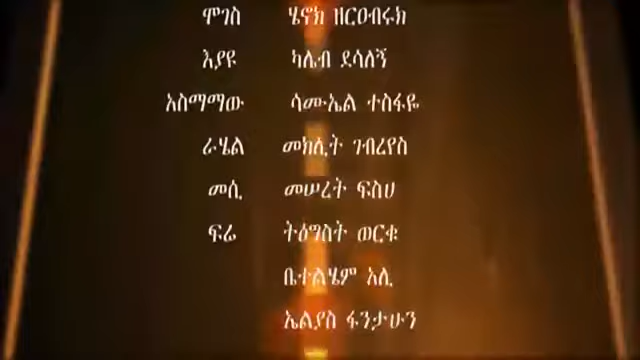 ሞገስ ሄኖክ ዘርዐብሩክ
እያዩ ካሌብ ደሳለኝ
አስማማው ሳሙኤል ተስፋዬ
ራሄል መክሊት ገብረየስ
መሲ መሠረት ፍስሀ
ፍሬ ትዕግስት ወርቁ
ቤተልሄም አሊ
ኤልያስ ፋንታሁን